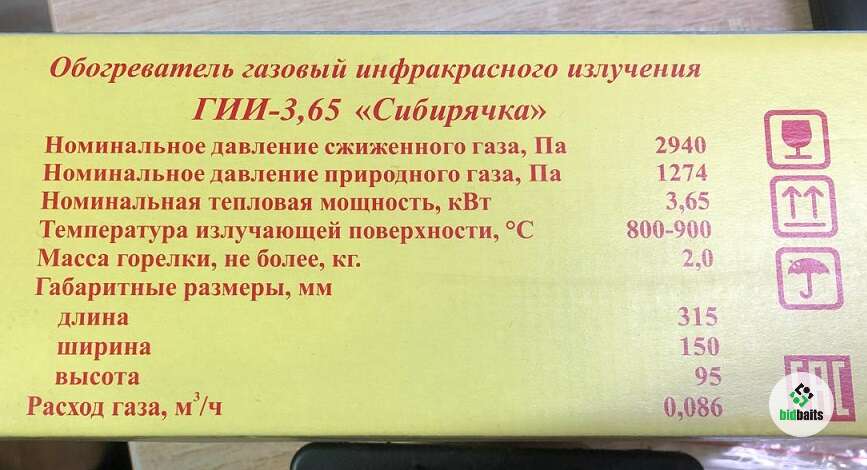 Обогреватель газовый инфракрасного излучения
ГИИ-3,65 «Сибирячка»
Номинальное давление сжиженного газа, Па 2940
Номинальное давление природного газа, Па 1274
Номинальная тепловая мощность, кВт 3,65
Температура излучающей поверхности, °С 800-900
Масса горелки, не более, кг. 2,0
Габаритные размеры, мм
длина 315
ширина 150
высота 95
Расход газа, м³/ч 0,086
EAC
bidbaits